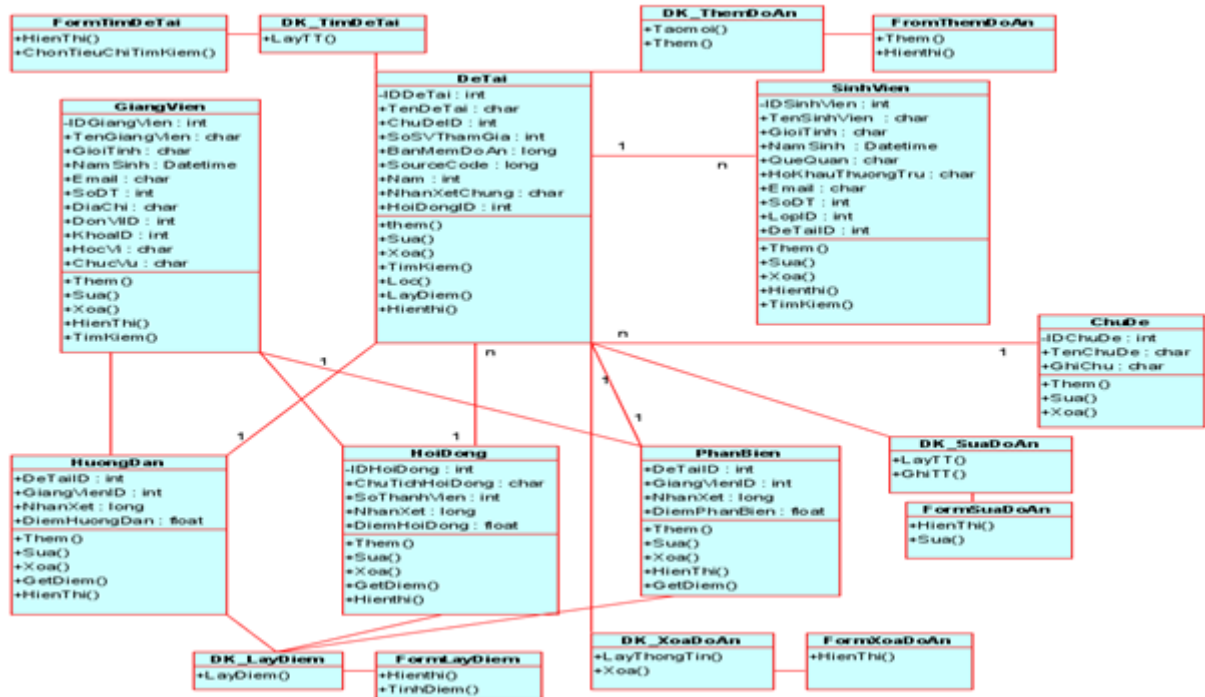 FormTimDeTai
+HienThi()
+ChonTieuChiTimKiem()
DK_TimDeTai
+LayTT()
DK_ThemDoAn
+Taomoi()
+Them()
FromThemDoAn
+Them()
+Hienthi()
GiangVien
-IDGiangVien : int
+TenGiangVien : char
+GioiTinh : char
+NamSinh : Datetime
+Email : char
+SoDT : int
+DiaChi : char
+DonViID : int
+KhoaID : int
+HocVi : char
+ChucVu : char
+Them()
+Sua()
+Xoa()
+HienThi()
+TimKiem()
DeTai
-IDDeTai : int
+TenDeTai : char
+ChuDeID : int
+SoSVThamGia : int
+BanMemDoAn : long
+SourceCode : long
+Nam : int
+NhanXetChung : char
+HoiDongID : int
+them()
+Sua()
+Xoa()
+TimKiem()
+Loc()
+LayDiem()
+Hienthi()
1
n
SinhVien
-IDSinhVien : int
+TenSinhVien : char
+GioiTinh : char
+NamSinh : Datetime
+QueQuan : char
+HoKhauThuongTru : char
+Email : char
+SoDT : int
+LopID : int
+DeTaiID : int
+Them()
+Sua()
+Xoa()
+Hienthi()
+TimKiem()
n
1
ChuDe
-IDChuDe : int
+TenChuDe : char
+GhiChu : char
+Them()
+Sua()
+Xoa()
1
n
1
1
1
1
1
HuongDan
+DeTaiID : int
+GiangVienID : int
+NhanXet : long
+DiemHuongDan : float
+Them()
+Sua()
+Xoa()
+GetDiem()
+HienThi()
HoiDong
-IDHoiDong : int
+ChuTichHoiDong : char
+SoThanhVien : int
+NhanXet : long
+DiemHoiDong : float
+Them()
+Sua()
+Xoa()
+GetDiem()
+Hienthi()
PhanBien
+DeTaiID : int
+GiangVienID : int
+NhanXet : long
+DiemPhanBien : float
+Them()
+Sua()
+Xoa()
+HienThi()
+GetDiem()
DK_SuaDoAn
+LayTT()
+GhiTT()
FormSuaDoAn
+HienThi()
+Sua()
DK_LayDiem
+LayDiem()
FormLayDiem
+Hienthi()
+TinhDiem()
DK_XoaDoAn
+LayThongTin()
+Xoa()
FormXoaDoAn
+HienThi()